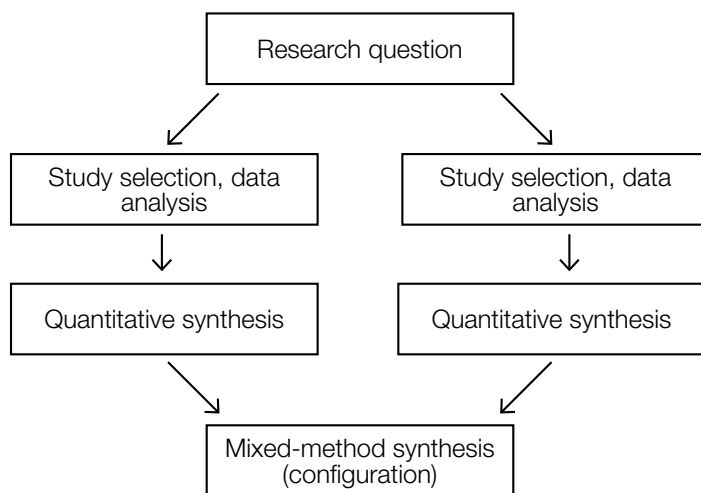 Research question
Study selection, data
analysis
Study selection, data
analysis
Quantitative synthesis
Quantitative synthesis
Mixed-method synthesis
(configuration)